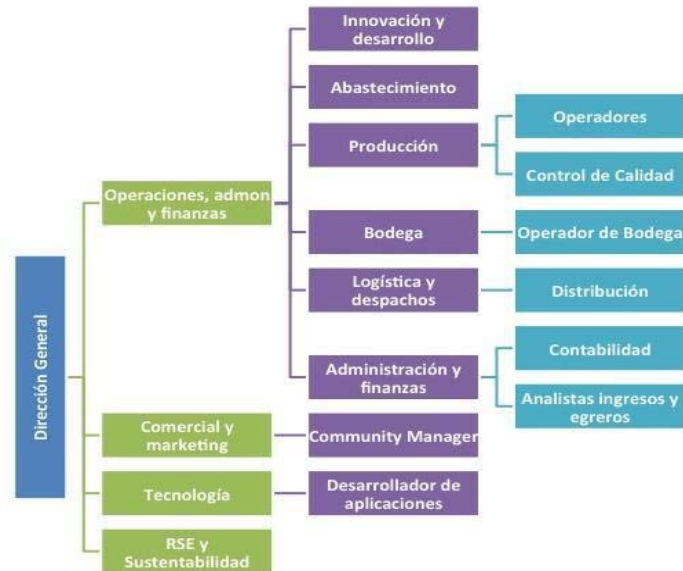 Innovación y
desarrollo
Abastecimiento
Operadores
Producción
Control de Calidad
Operaciones, admon
y finanzas
Bodega
Operador de Bodega
Logística y
despachos
Distribución
Dirección General
Contabilidad
Administración y
finanzas
Analistas ingresos y
egreros
Comercial y
marketing
Community Manager
Tecnología
Desarrollador de
aplicaciones
RSE y
Sustentabilidad